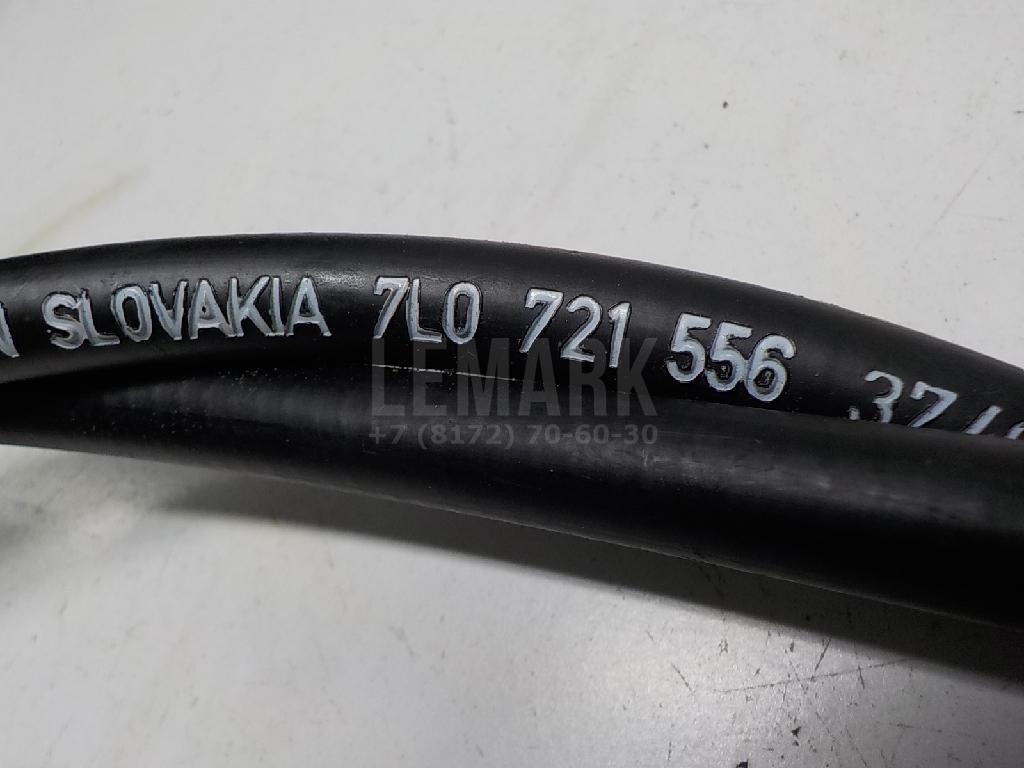 SLOVAKIA 7L0 721 556
LEMARK
+7 (8172) 70-60-30